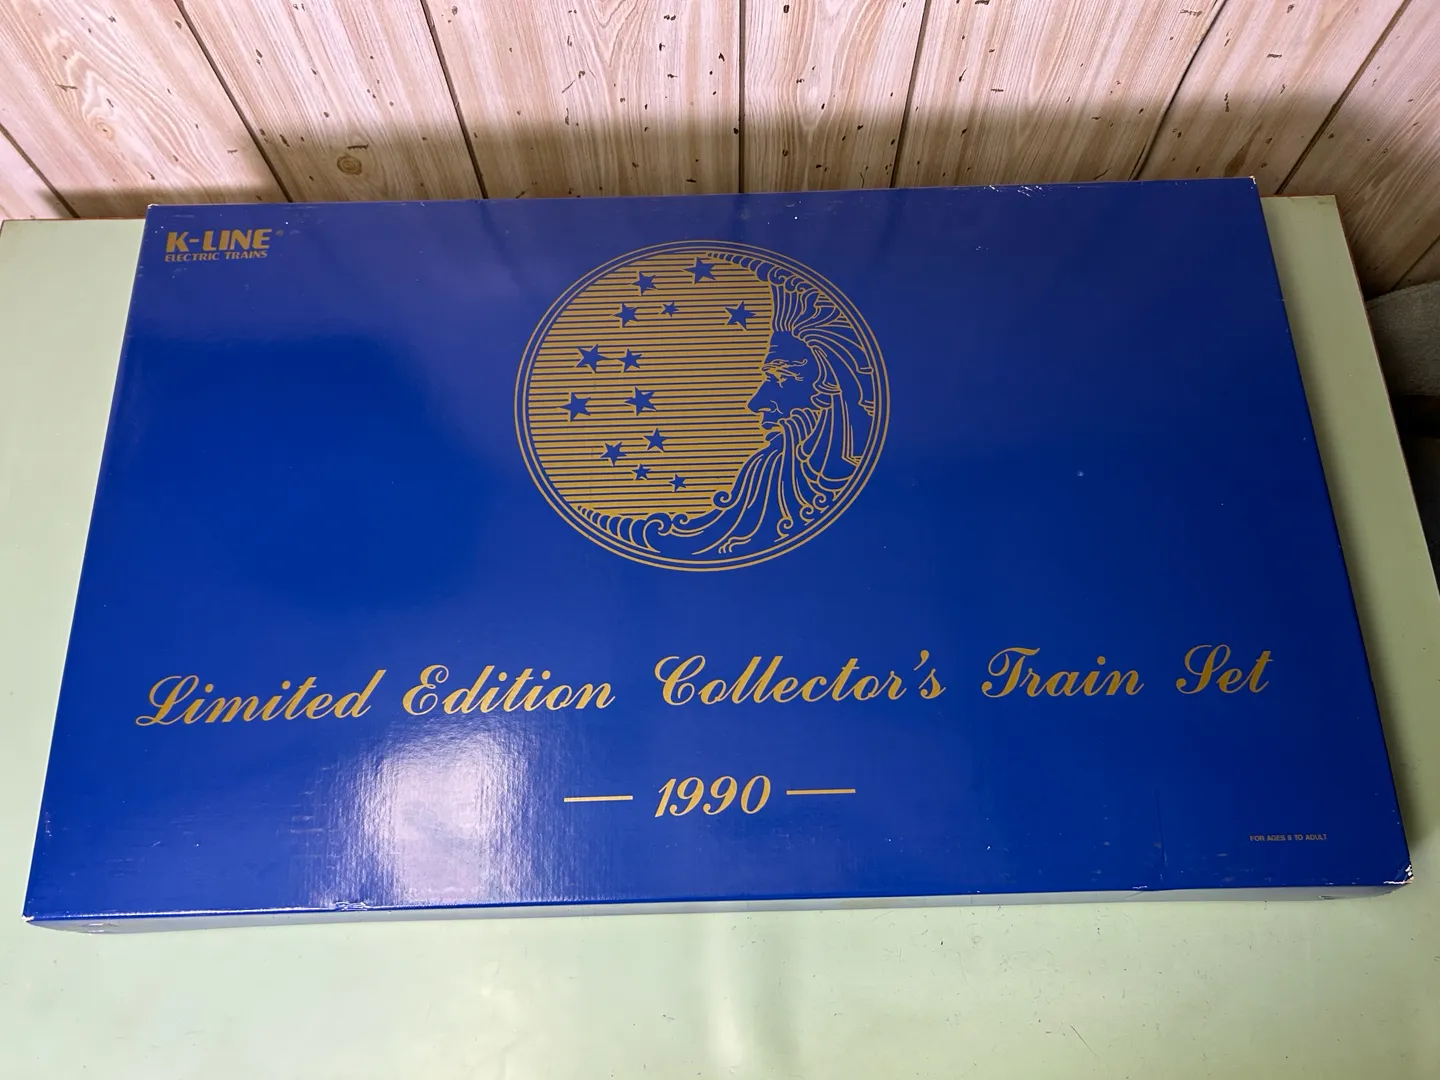 K-LINE®
ELECTRIC TRAINS
Limited Edition Collector's Train Set
— 1990 —
FOR AGES 8 TO ADULT